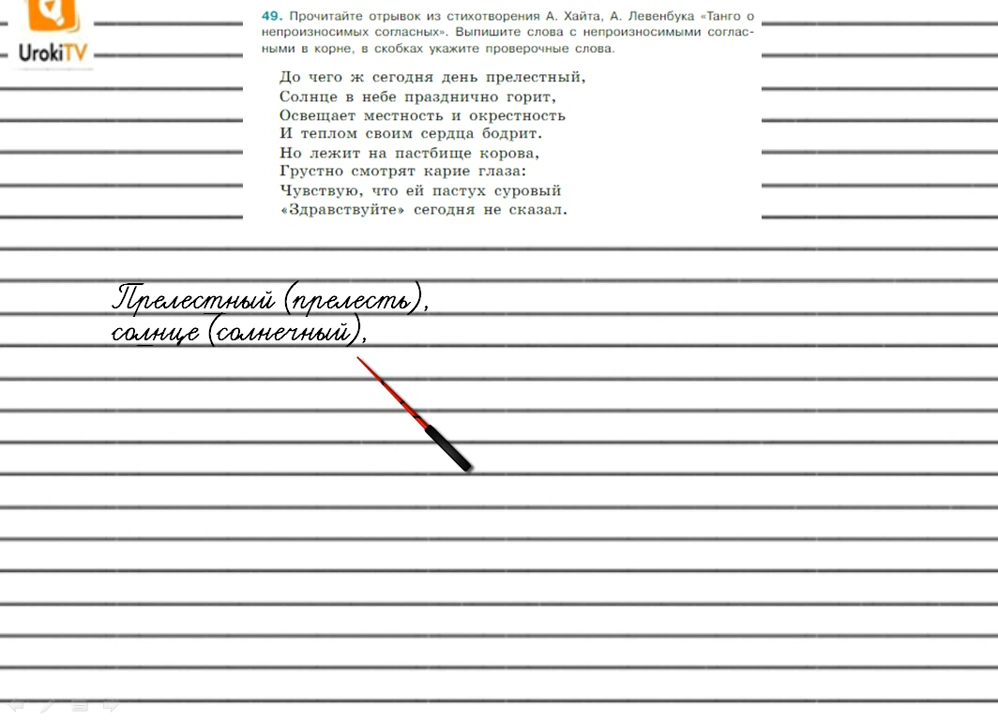 UrokiTV
49. Прочитайте отрывок из стихотворения А. Хайта, А. Левенбука «Танго о
непроизносимых согласных». Выпишите слова с непроизносимыми соглас-
ными в корне, в скобках укажите проверочные слова.
До чего ж сегодня день прелестный,
Солнце в небе празднично горит,
Освещает местность и окрестность
И теплом своим сердца бодрит.
Но лежит на пастбище корова,
Грустно смотрят карие глаза:
Чувствую, что ей пастух суровый
«Здравствуйте» сегодня не сказал.
Прелестный (прелесть),
солнце (солнечный),